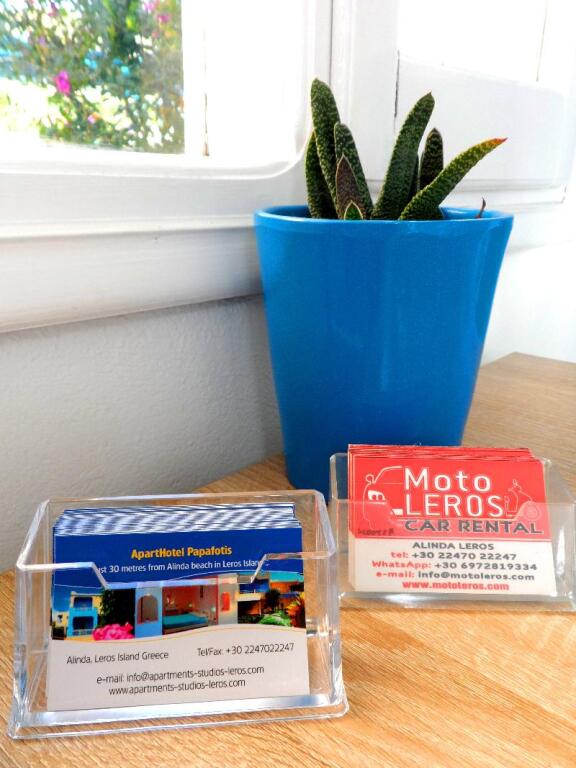 ApartHotel Papafotis
Just 30 metres from Alinda beach in Leros Island
Alinda, Leros Island Greece
Tel/Fax: +30 2247022247
e-mail: info@apartments-studios-leros.com
www.apartments-studios-leros.com
Moto
LEROS
CAR RENTAL
ALINDA LEROS
tel: +30 22470 22247
WhatsApp: +30 6972819334
e-mail: info@motoleros.com
www.motoleros.com